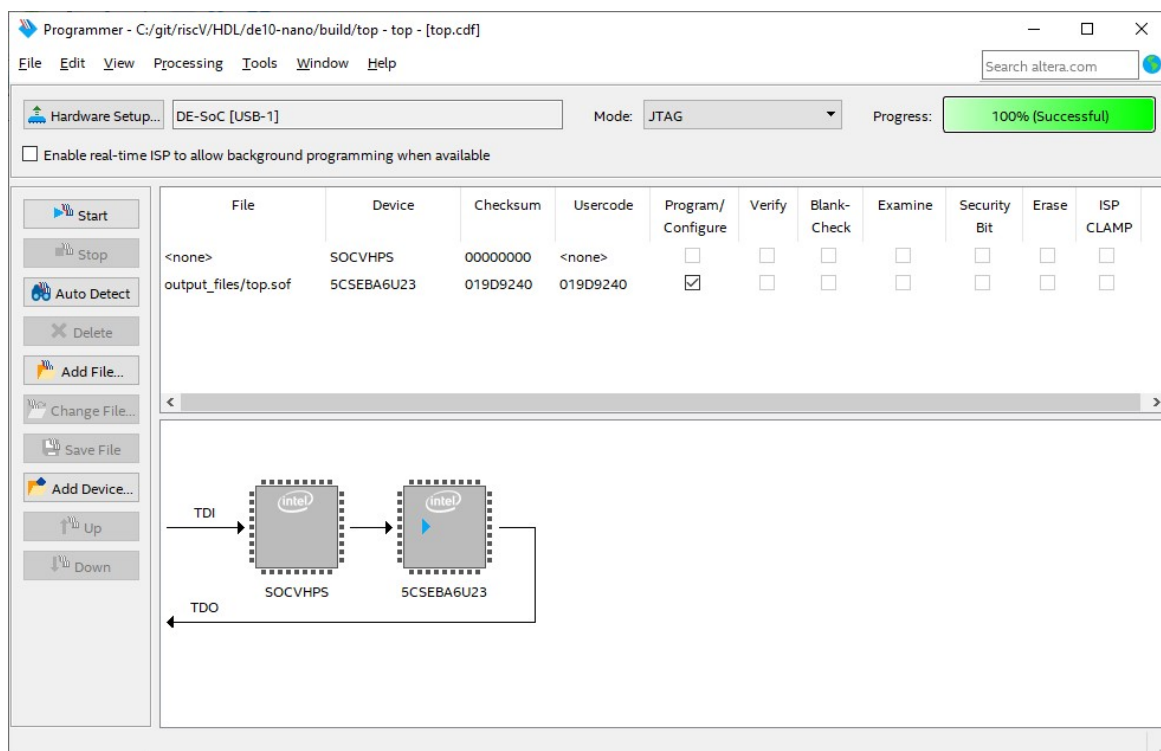 Programmer - C:/git/riscV/HDL/de10-nano/build/top - top - [top.cdf]
File Edit View Processing Tools Window Help
Search altera.com
Hardware Setup... DE-SoC [USB-1] Mode: JTAG Progress: 100% (Successful)
Enable real-time ISP to allow background programming when available
Start
Stop
Auto Detect
Delete
Add File...
Change File...
Save File
Add Device...
Up
Down
File Device Checksum Usercode Program/ Configure Verify Blank- Check Examine Security Bit Erase ISP CLAMP
<none> SOCVHPS 00000000 <none>
output_files/top.sof 5CSEBA6U23 019D9240 019D9240
TDI
intel
intel
SOCVHPS 5CSEBA6U23
TDO